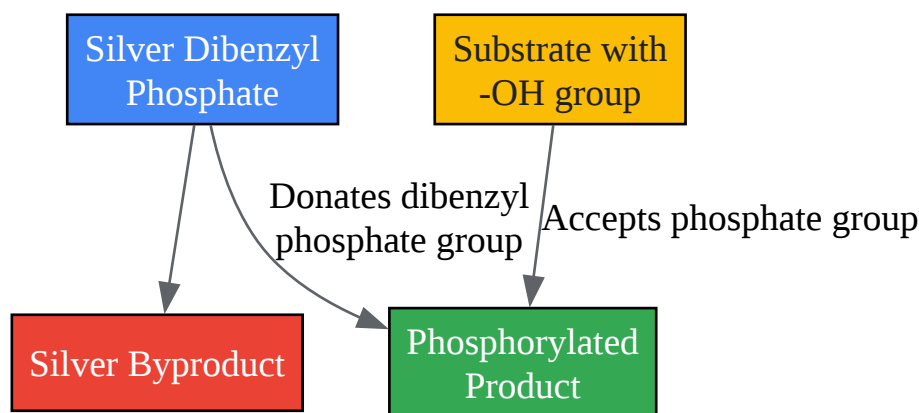 Silver Dibenzyl
Phosphate
Substrate with
-OH group
Donates dibenzyl
phosphate group
Accepts phosphate group
Silver Byproduct
Phosphorylated
Product